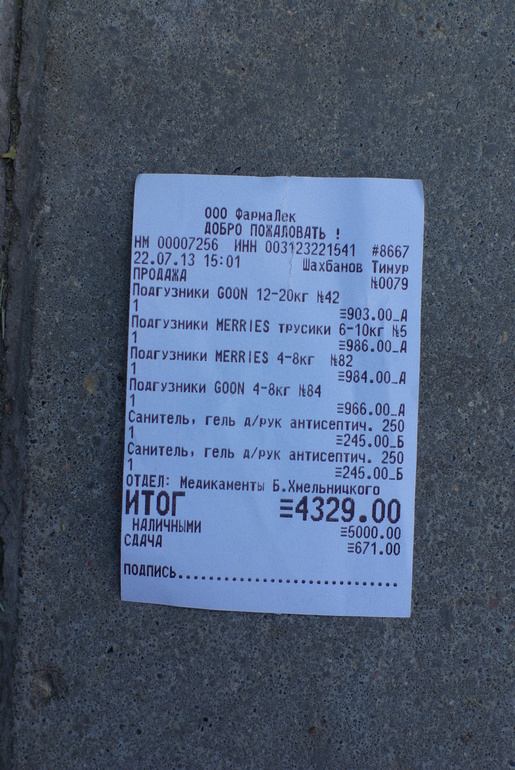 ООО ФармаЛек
ДОБРО ПОЖАЛОВАТЬ !
НМ 00007256 ИНН 003123221541 #8667
22.07.13 15:01 Шахбанов Тимур
ПРОДАЖА №0079
Подгузники GOON 12-20кг №42
1 ≡903.00_А
Подгузники MERRIES трусики 6-10кг №5
1 ≡986.00_А
Подгузники MERRIES 4-8кг №82
1 ≡984.00_А
Подгузники GOON 4-8кг №84
1 ≡966.00_А
Санитель, гель д/рук антисептич. 250
1 ≡245.00_Б
Санитель, гель д/рук антисептич. 250
1 ≡245.00_Б
ОТДЕЛ: Медикаменты Б.Хмельницкого
ИТОГ ≡4329.00
НАЛИЧНЫМИ ≡5000.00
СДАЧА ≡671.00
ПОДПИСЬ....................................